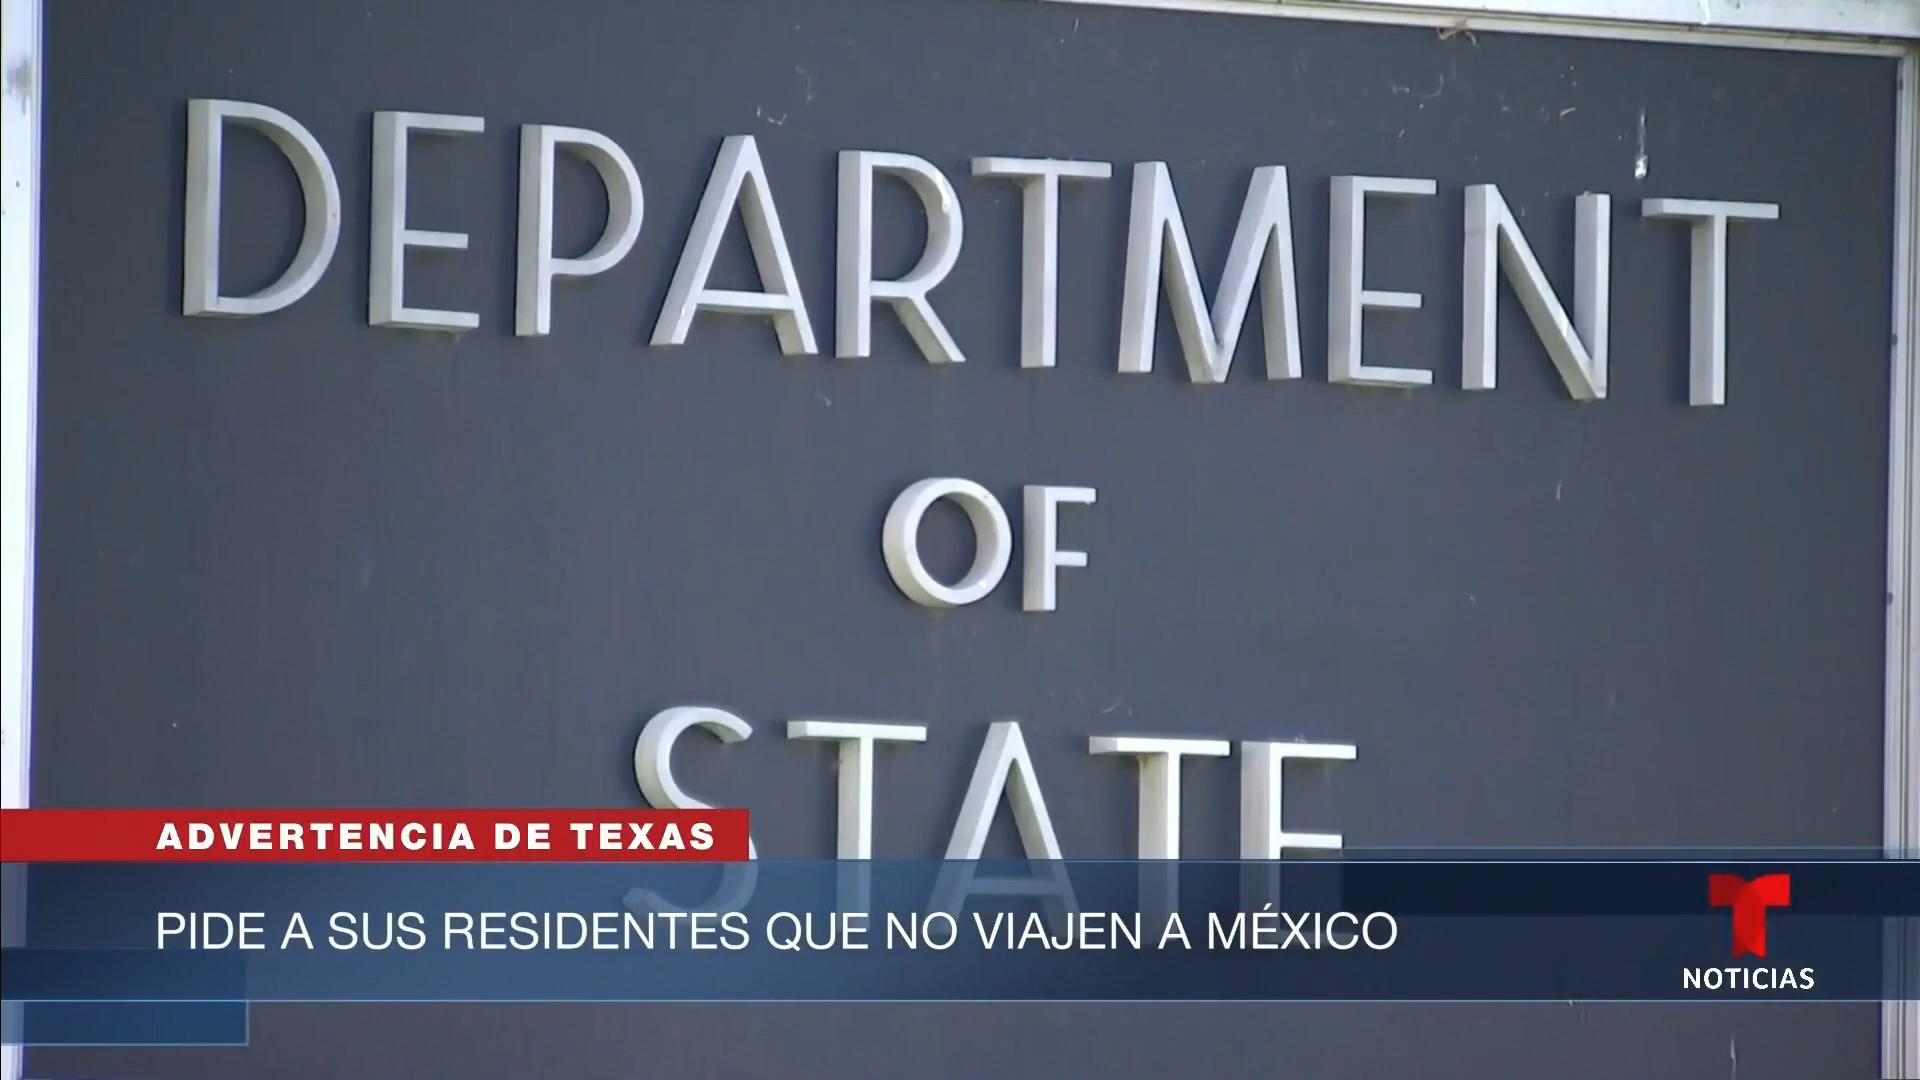 DEPARTMENT
OF
STATE
ADVERTENCIA DE TEXAS
PIDE A SUS RESIDENTES QUE NO VIAJEN A MÉXICO
NOTICIAS